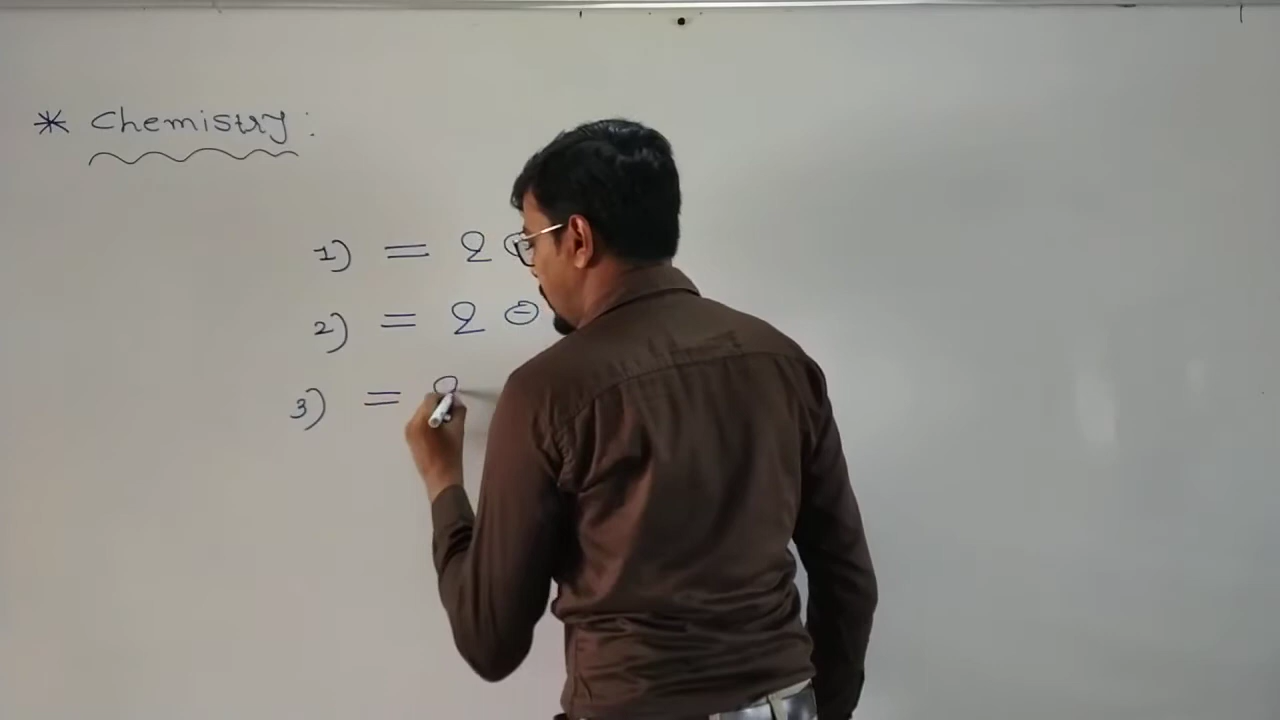 * Chemistry :
1) = 2
2) = 2 ⊖
3) =